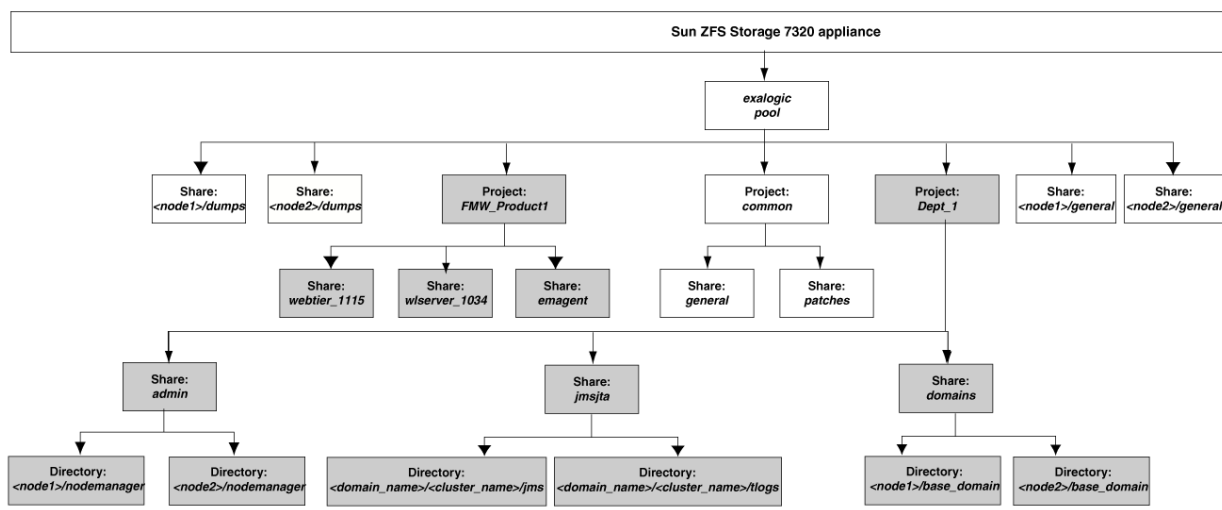 Sun ZFS Storage 7320 appliance
exalogic
pool
Share:
<node1>/dumps
Share:
<node2>/dumps
Project:
FMW_Product1
Project:
common
Project:
Dept_1
Share:
<node1>/general
Share:
<node2>/general
Share:
webtier_1115
Share:
wlserver_1034
Share:
emagent
Share:
general
Share:
patches
Share:
admin
Share:
jmsjta
Share:
domains
Directory:
<node1>/nodemanager
Directory:
<node2>/nodemanager
Directory:
<domain_name>/<cluster_name>/jms
Directory:
<domain_name>/<cluster_name>/tlogs
Directory:
<node1>/base_domain
Directory:
<node2>/base_domain